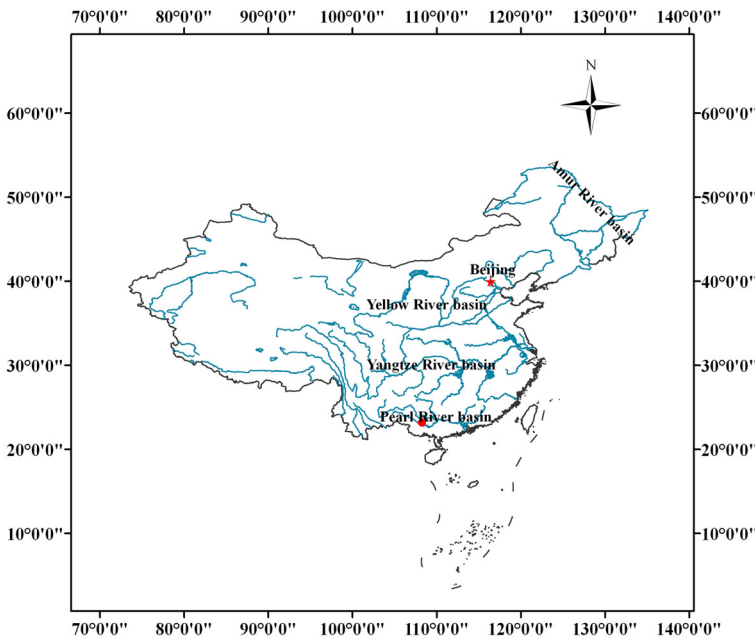 70°0'0" 80°0'0" 90°0'0" 100°0'0" 110°0'0" 120°0'0" 130°0'0" 140°0'0"
N
60°0'0" 60°0'0"
50°0'0" 50°0'0"
Amur River basin
Beijing
40°0'0" 40°0'0"
Yellow River basin
Yangtze River basin
30°0'0" 30°0'0"
Pearl River basin
20°0'0" 20°0'0"
10°0'0" 10°0'0"
70°0'0" 80°0'0" 90°0'0" 100°0'0" 110°0'0" 120°0'0" 130°0'0" 140°0'0"